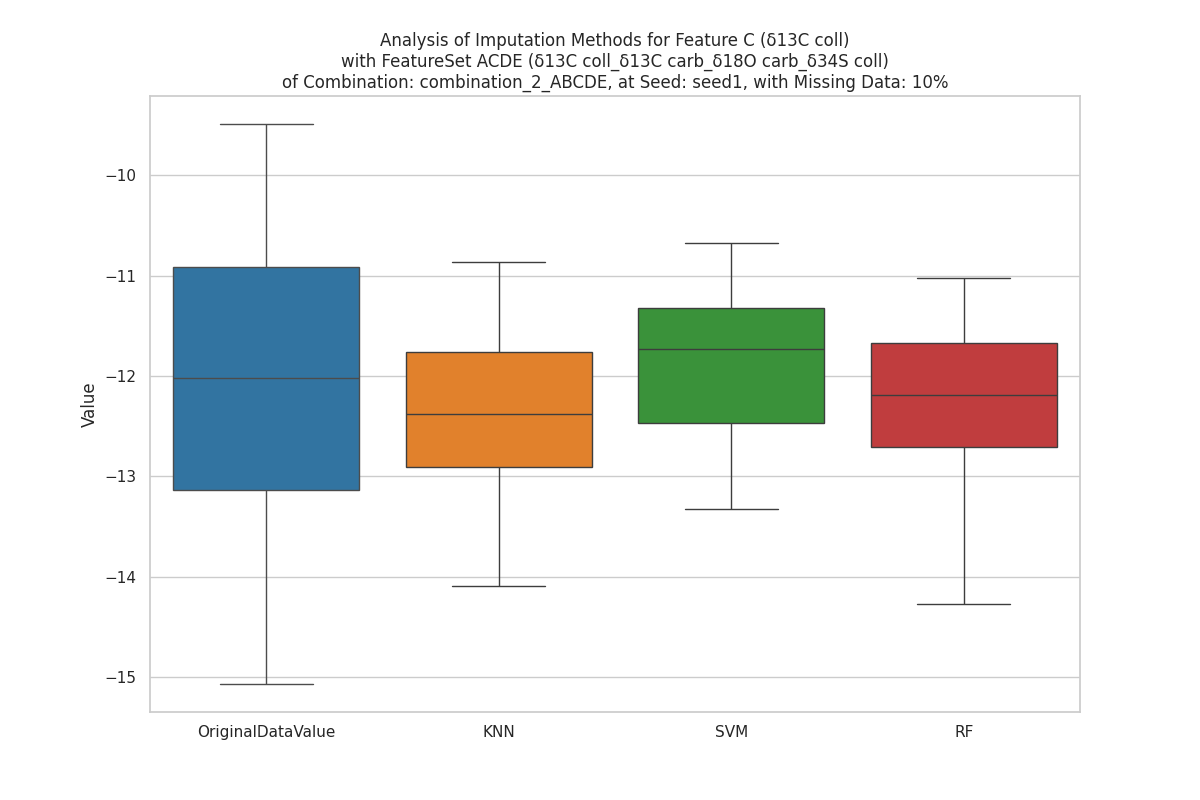 Analysis of Imputation Methods for Feature C (δ13C coll)
with FeatureSet ACDE (δ13C coll_δ13C carb_δ18O carb_δ34S coll)
of Combination: combination_2_ABCDE, at Seed: seed1, with Missing Data: 10%
Value
−10
−11
−12
−13
−14
−15
OriginalDataValue
KNN
SVM
RF